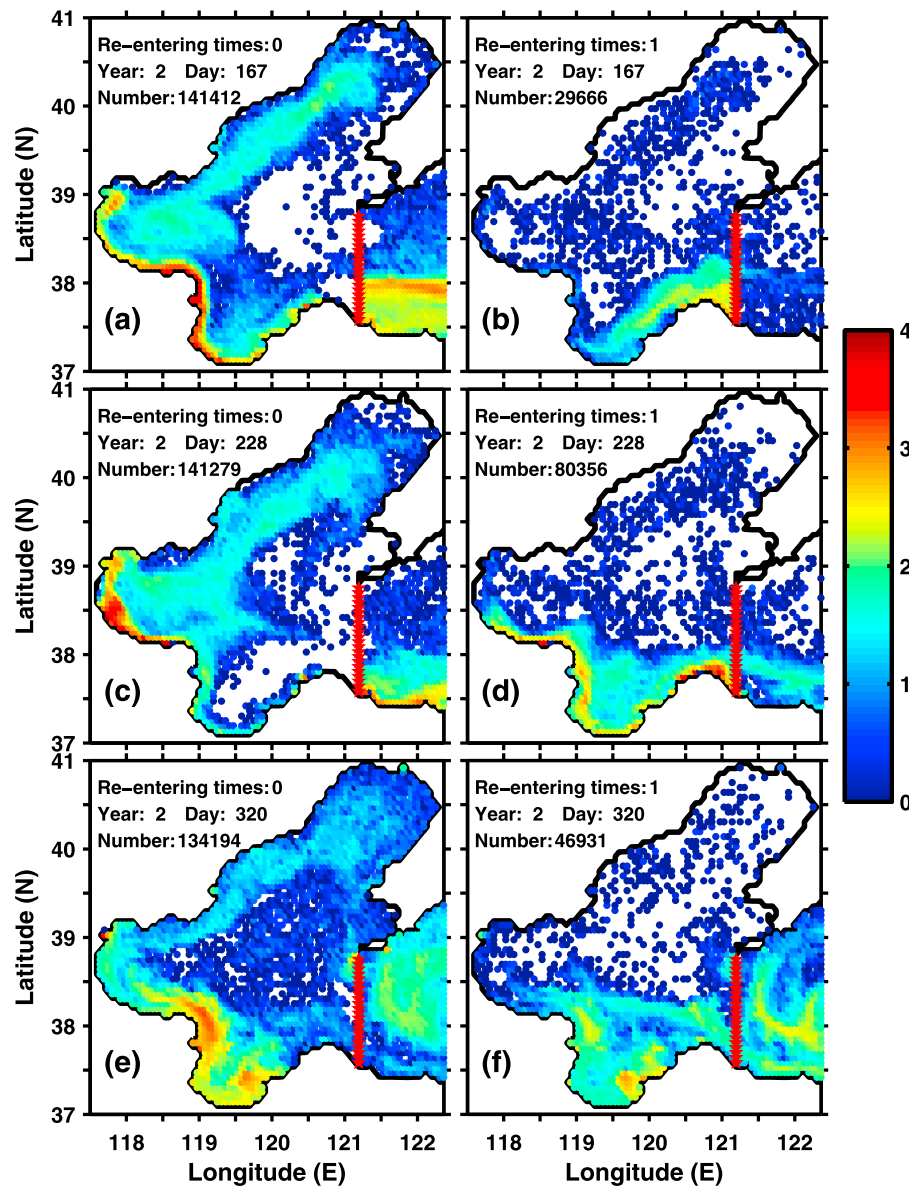 Re-entering times: 0
Year: 2 Day: 167
Number: 141412
(a)
Re-entering times: 1
Year: 2 Day: 167
Number: 29666
(b)
41
40
39
38
37
Latitude (N)
Re-entering times: 0
Year: 2 Day: 228
Number: 141279
(c)
Re-entering times: 1
Year: 2 Day: 228
Number: 80356
(d)
41
40
39
38
37
Latitude (N)
Re-entering times: 0
Year: 2 Day: 320
Number: 134194
(e)
Re-entering times: 1
Year: 2 Day: 320
Number: 46931
(f)
41
40
39
38
37
Latitude (N)
118 119 120 121 122
Longitude (E)
118 119 120 121 122
Longitude (E)
4
3
2
1
0